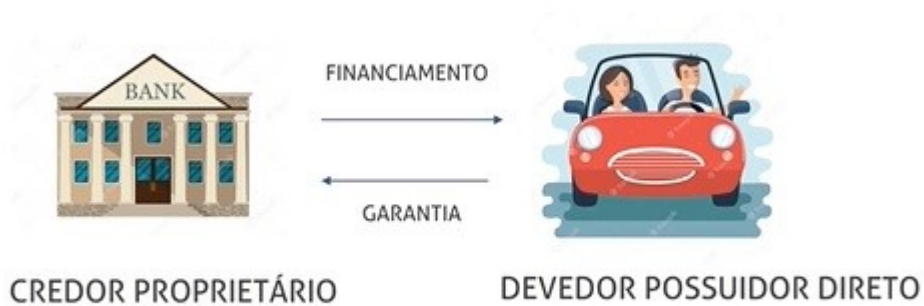 BANK
FINANCIAMENTO
GARANTIA
CREDOR PROPRIETÁRIO
DEVEDOR POSSUIDOR DIRETO